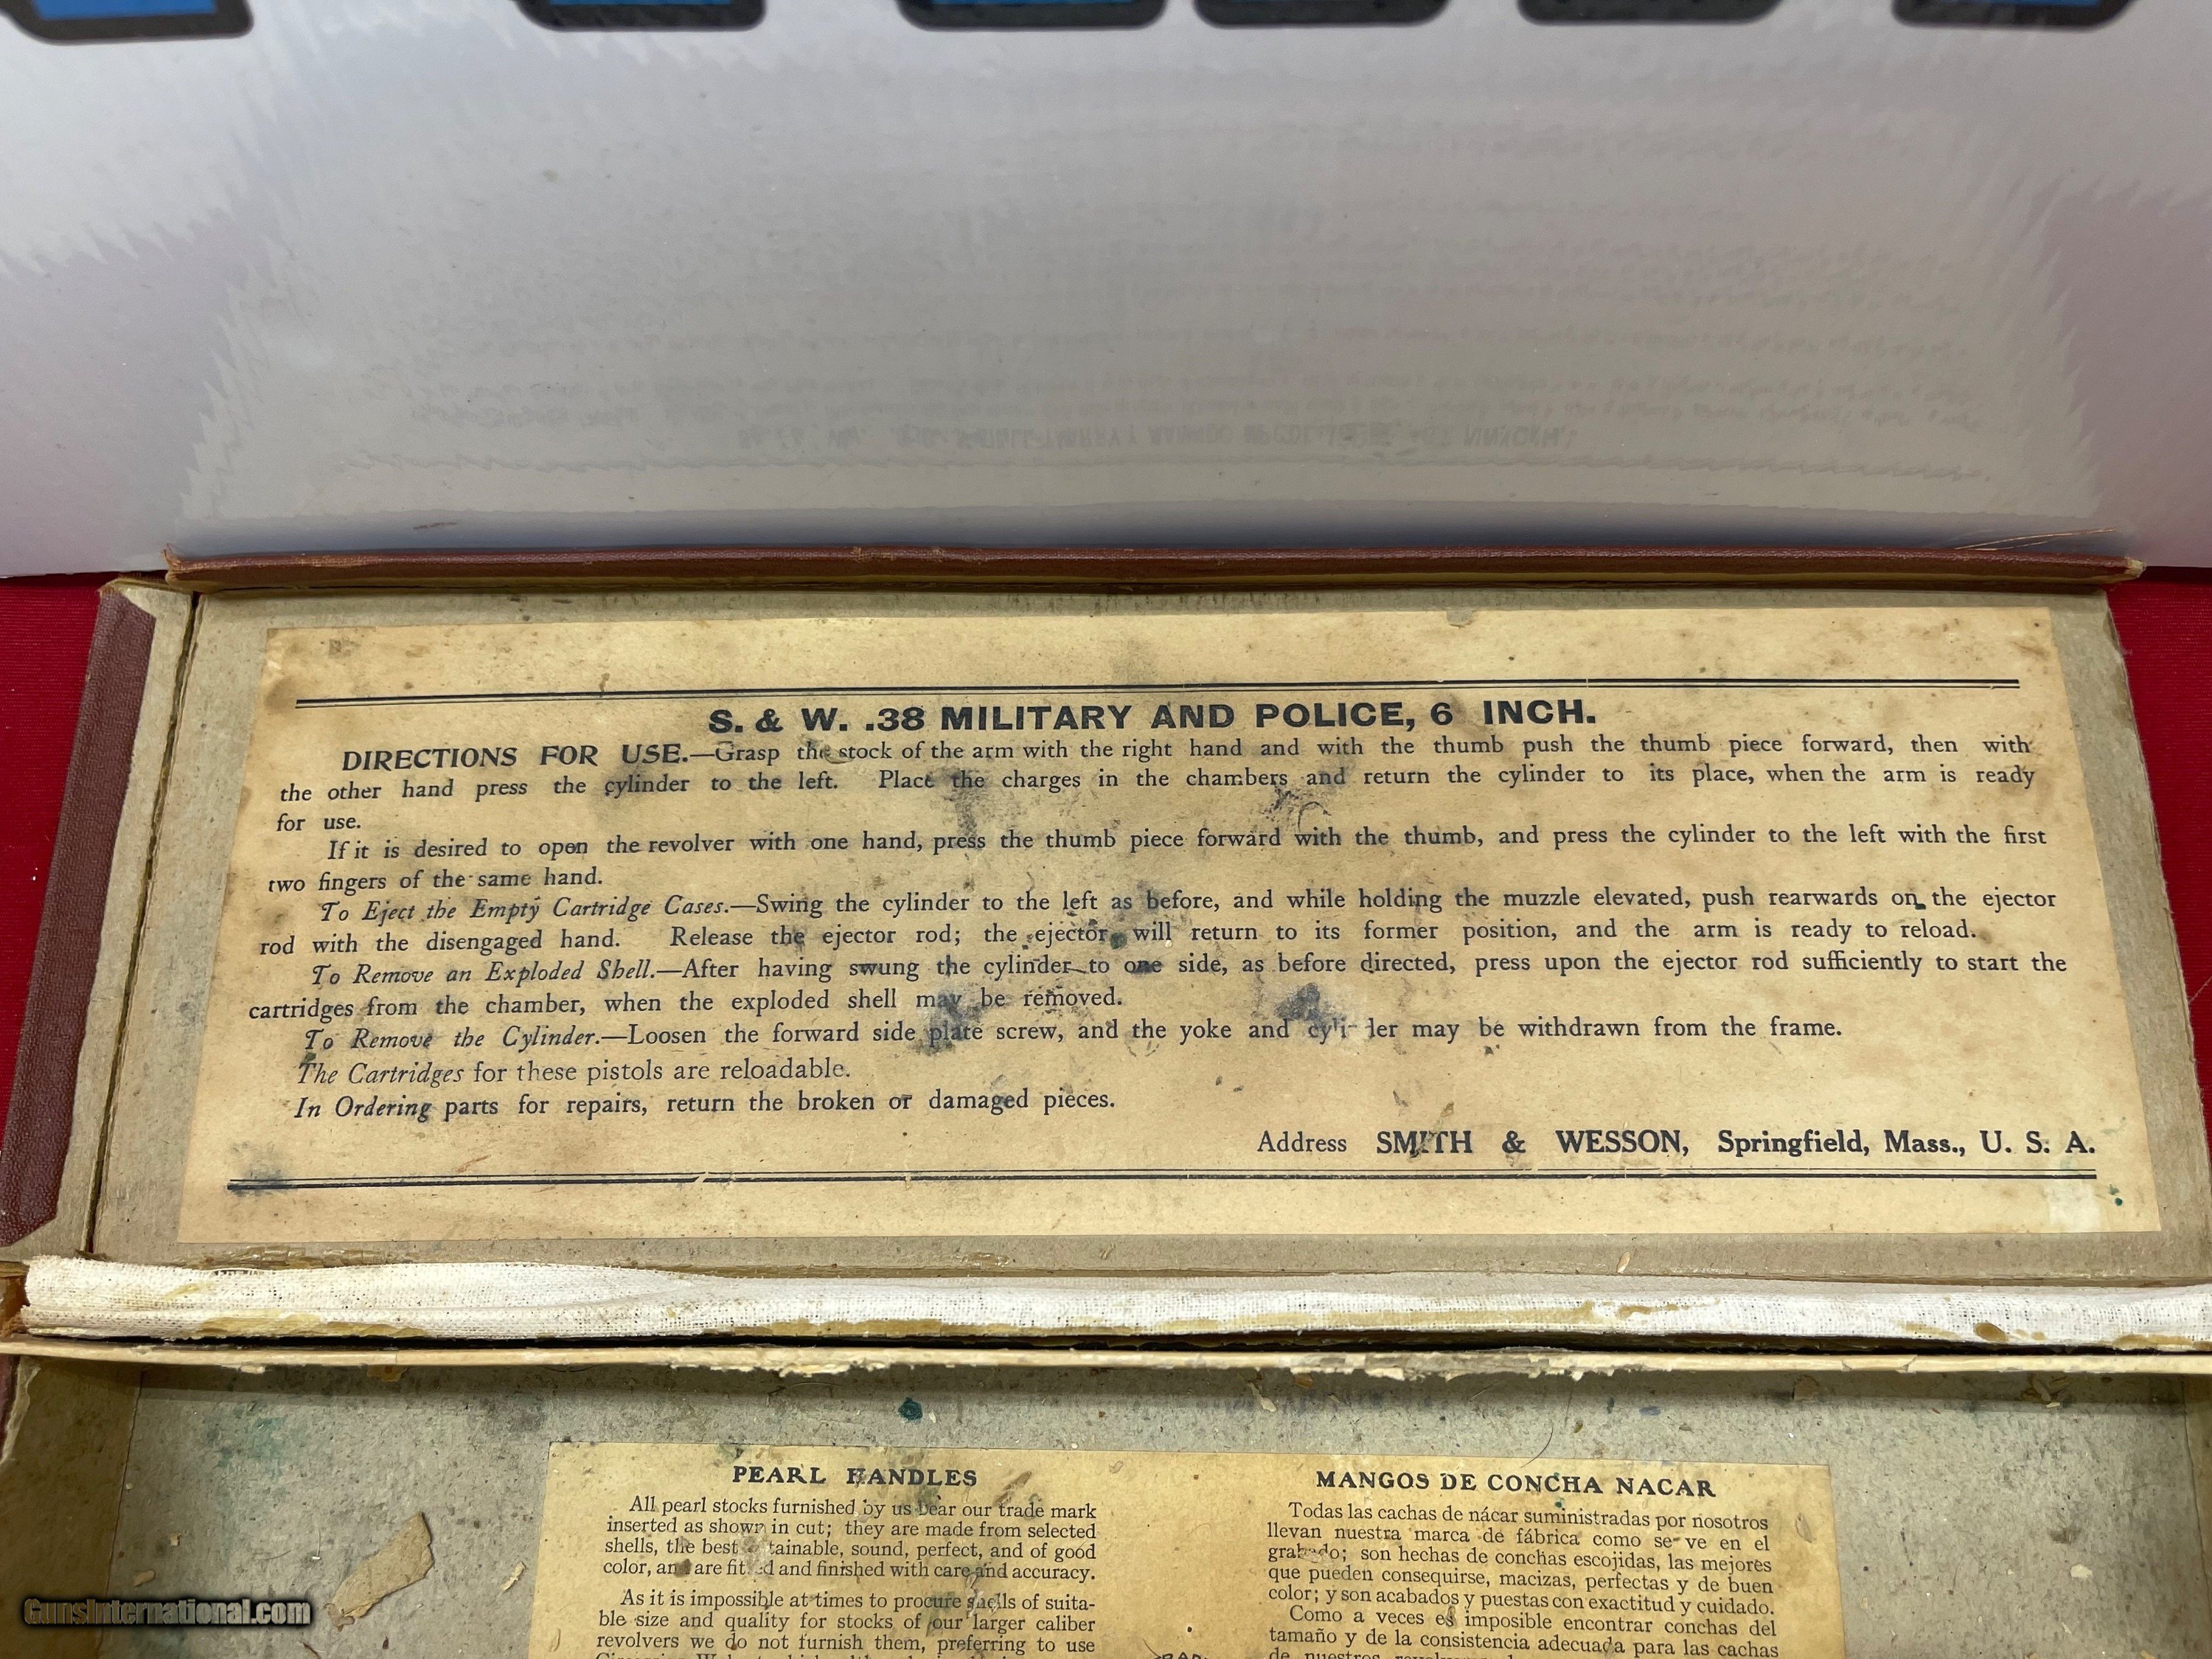 S. & W. .38 MILITARY AND POLICE, 6 INCH.
DIRECTIONS FOR USE.—Grasp the stock of the arm with the right hand and with the thumb push the thumb piece forward, then with
the other hand press the cylinder to the left. Place the charges in the chambers and return the cylinder to its place, when the arm is ready
for use.
If it is desired to open the revolver with one hand, press the thumb piece forward with the thumb, and press the cylinder to the left with the first
two fingers of the same hand.
To Eject the Empty Cartridge Cases.—Swing the cylinder to the left as before, and while holding the muzzle elevated, push rearwards on the ejector
rod with the disengaged hand. Release the ejector rod; the ejector will return to its former position, and the arm is ready to reload.
To Remove an Exploded Shell.—After having swung the cylinder to one side, as before directed, press upon the ejector rod sufficiently to start the
cartridges from the chamber, when the exploded shell may be removed.
To Remove the Cylinder.—Loosen the forward side plate screw, and the yoke and cylinder may be withdrawn from the frame.
The Cartridges for these pistols are reloadable.
In Ordering parts for repairs, return the broken or damaged pieces.
Address SMITH & WESSON, Springfield, Mass., U. S. A.
PEARL HANDLES
All pearl stocks furnished by us bear our trade mark
inserted as shown in cut; they are made from selected
shells, the best obtainable, sound, perfect, and of good
color, and are fitted and finished with care and accuracy.
As it is impossible at times to procure shells of suita-
ble size and quality for stocks of our larger caliber
revolvers we do not furnish them, preferring to use
MANGOS DE CONCHA NACAR
Todas las cachas de nácar suministradas por nosotros
llevan nuestra marca de fábrica como se ve en el
grabado; son hechas de conchas escojidas, las mejores
que pueden consequirse, macizas, perfectas y de buen
color; y son acabados y puestas con exactitud y cuidado.
Como a veces es imposible encontrar conchas del
tamaño y de la consistencia adecuada para las cachas
GunsInternational.com